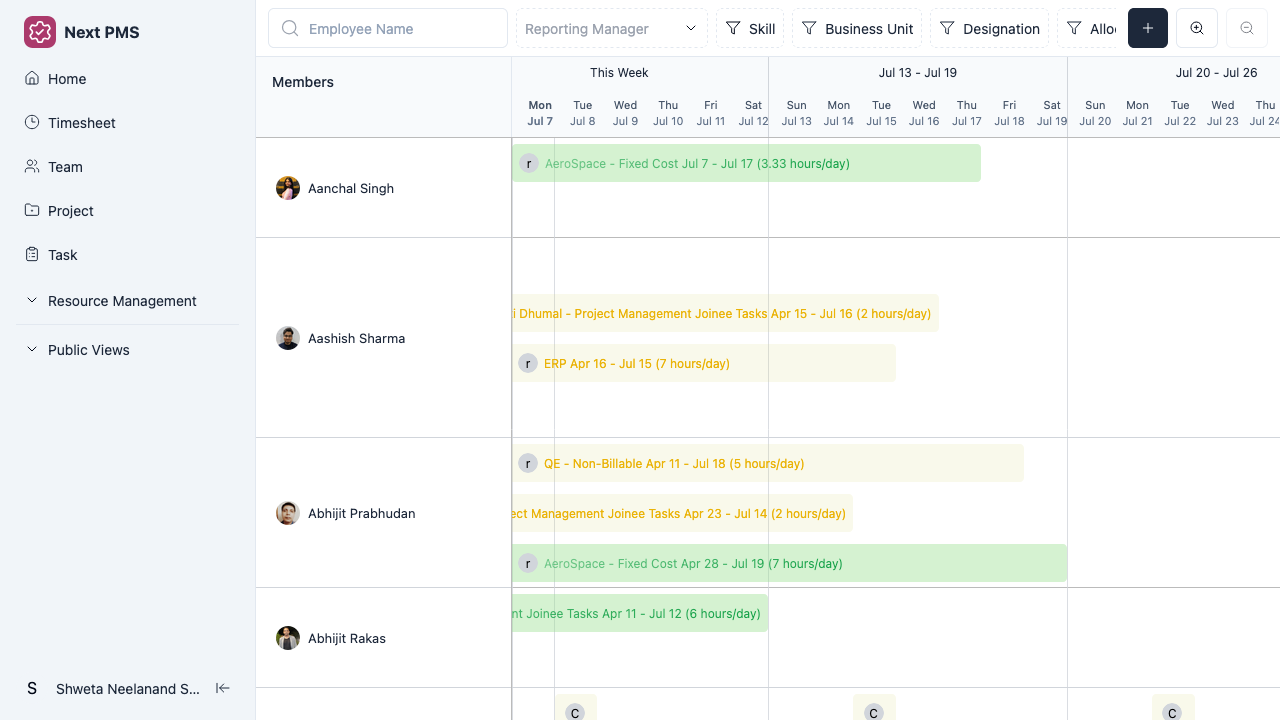 Next PMS
Home
Timesheet
Team
Project
Task
Resource Management
Public Views
S Shweta Neelanand S...
Employee Name
Reporting Manager
Skill
Business Unit
Designation
Allo
Members
This Week
Jul 13 - Jul 19
Jul 20 - Jul 26
Mon Tue Wed Thu Fri Sat Sun Mon Tue Wed Thu Fri Sat Sun Mon Tue Wed Thu
Jul 7 Jul 8 Jul 9 Jul 10 Jul 11 Jul 12 Jul 13 Jul 14 Jul 15 Jul 16 Jul 17 Jul 18 Jul 19 Jul 20 Jul 21 Jul 22 Jul 23 Jul 24
Aanchal Singh
r AeroSpace - Fixed Cost Jul 7 - Jul 17 (3.33 hours/day)
Aashish Sharma
i Dhumal - Project Management Joinee Tasks Apr 15 - Jul 16 (2 hours/day)
r ERP Apr 16 - Jul 15 (7 hours/day)
Abhijit Prabhudan
r QE - Non-Billable Apr 11 - Jul 18 (5 hours/day)
ect Management Joinee Tasks Apr 23 - Jul 14 (2 hours/day)
r AeroSpace - Fixed Cost Apr 28 - Jul 19 (7 hours/day)
Abhijit Rakas
nt Joinee Tasks Apr 11 - Jul 12 (6 hours/day)
C C C